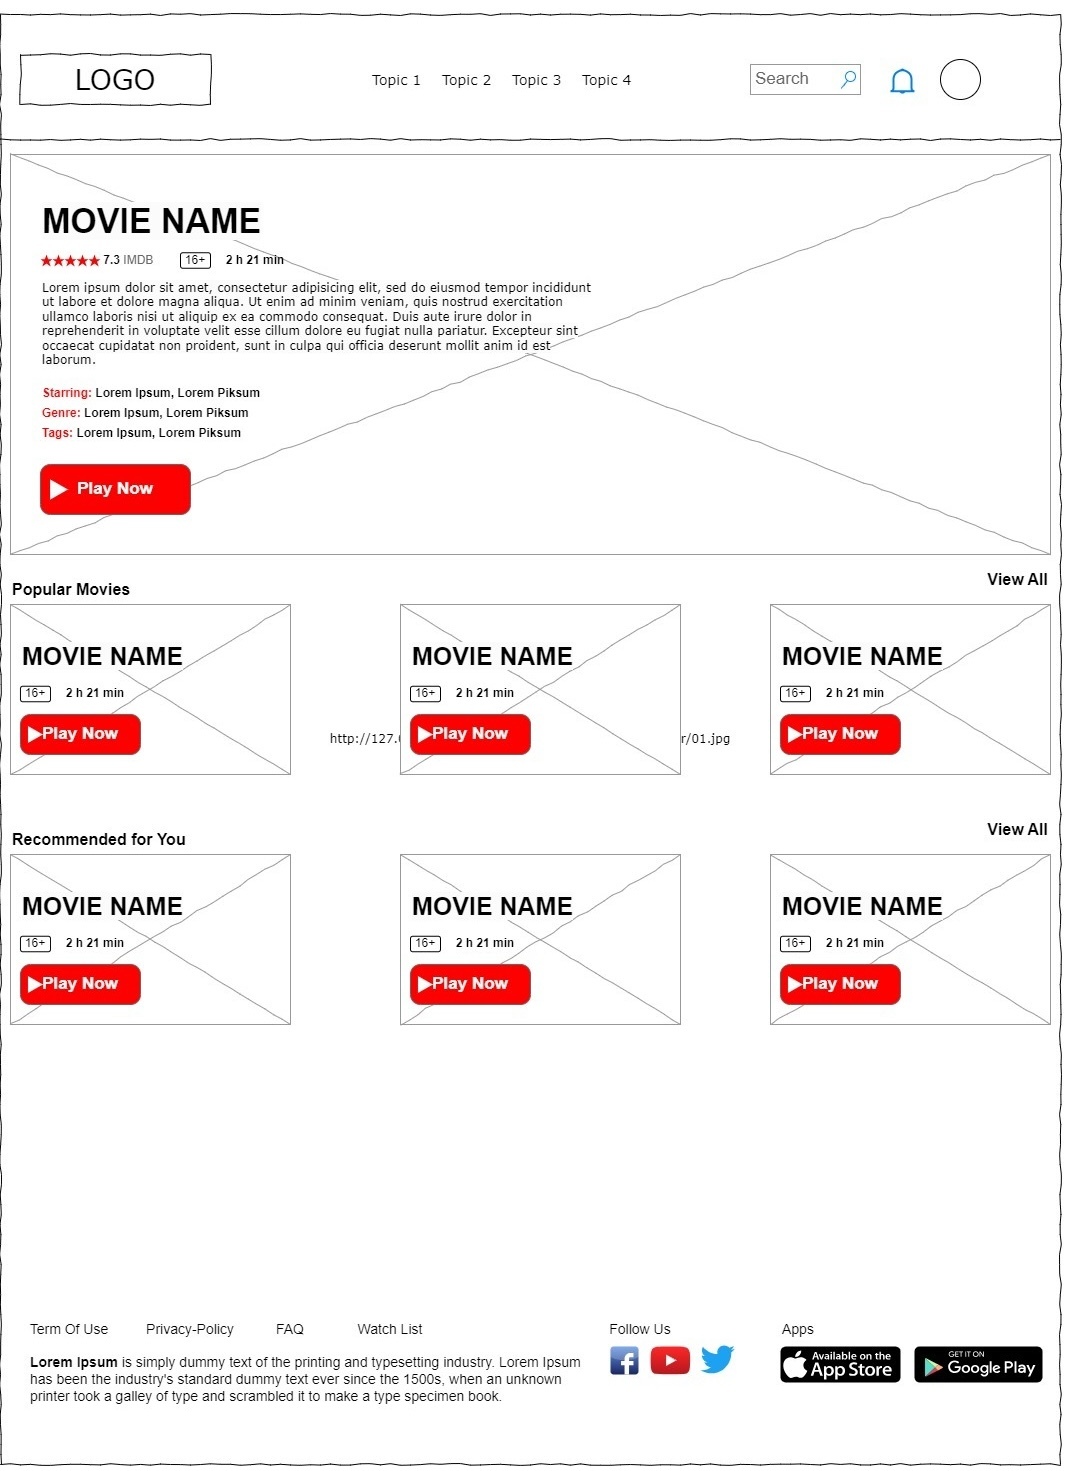 LOGO
Topic 1 Topic 2 Topic 3 Topic 4
Search
MOVIE NAME
7.3 IMDB 16+ 2 h 21 min
Lorem ipsum dolor sit amet, consectetur adipisicing elit, sed do eiusmod tempor incididunt
ut labore et dolore magna aliqua. Ut enim ad minim veniam, quis nostrud exercitation
ullamco laboris nisi ut aliquip ex ea commodo consequat. Duis aute irure dolor in
reprehenderit in voluptate velit esse cillum dolore eu fugiat nulla pariatur. Excepteur sint
occaecat cupidatat non proident, sunt in culpa qui officia deserunt mollit anim id est
laborum.
Starring: Lorem Ipsum, Lorem Piksum
Genre: Lorem Ipsum, Lorem Piksum
Tags: Lorem Ipsum, Lorem Piksum
Play Now
Popular Movies
View All
MOVIE NAME
16+ 2 h 21 min
Play Now
MOVIE NAME
16+ 2 h 21 min
Play Now
MOVIE NAME
16+ 2 h 21 min
Play Now
http://127. r/01.jpg
Recommended for You
View All
MOVIE NAME
16+ 2 h 21 min
Play Now
MOVIE NAME
16+ 2 h 21 min
Play Now
MOVIE NAME
16+ 2 h 21 min
Play Now
Term Of Use Privacy-Policy FAQ Watch List
Lorem Ipsum is simply dummy text of the printing and typesetting industry. Lorem Ipsum
has been the industry's standard dummy text ever since the 1500s, when an unknown
printer took a galley of type and scrambled it to make a type specimen book.
Follow Us
Apps
Available on the
App Store
GET IT ON
Google Play